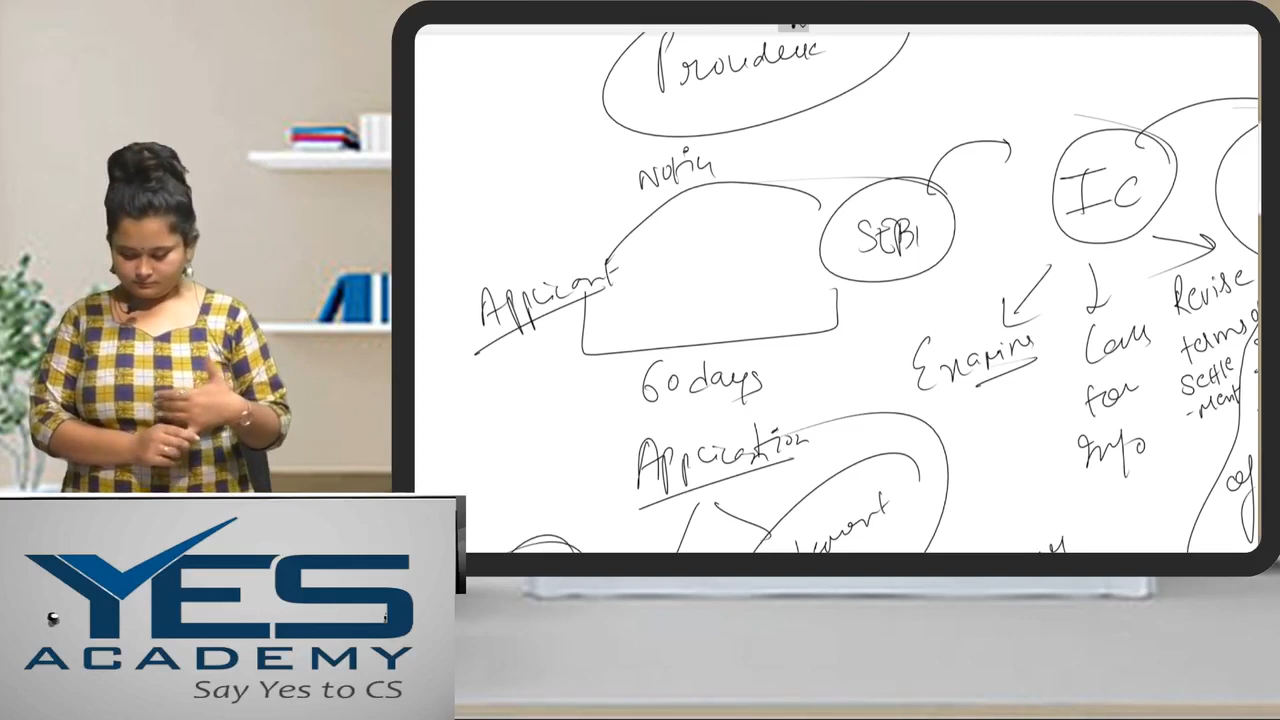 Notice
SEBI
IC
Applicant
60 days
Examine
Call
for
Info
Revise
terms of
settle
-ment
Application
of
YES
ACADEMY
Say Yes to CS